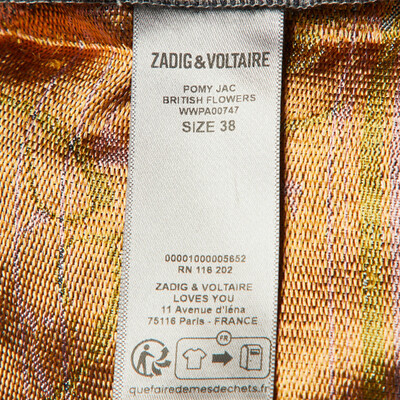 ZADIG & VOLTAIRE
POMY JAC
BRITISH FLOWERS
WWPA00747
SIZE 38
00001000005652
RN 116 202
ZADIG & VOLTAIRE
LOVES YOU
11 Avenue d'Iéna
75116 Paris - FRANCE
FR
quefairedemesdechets.fr